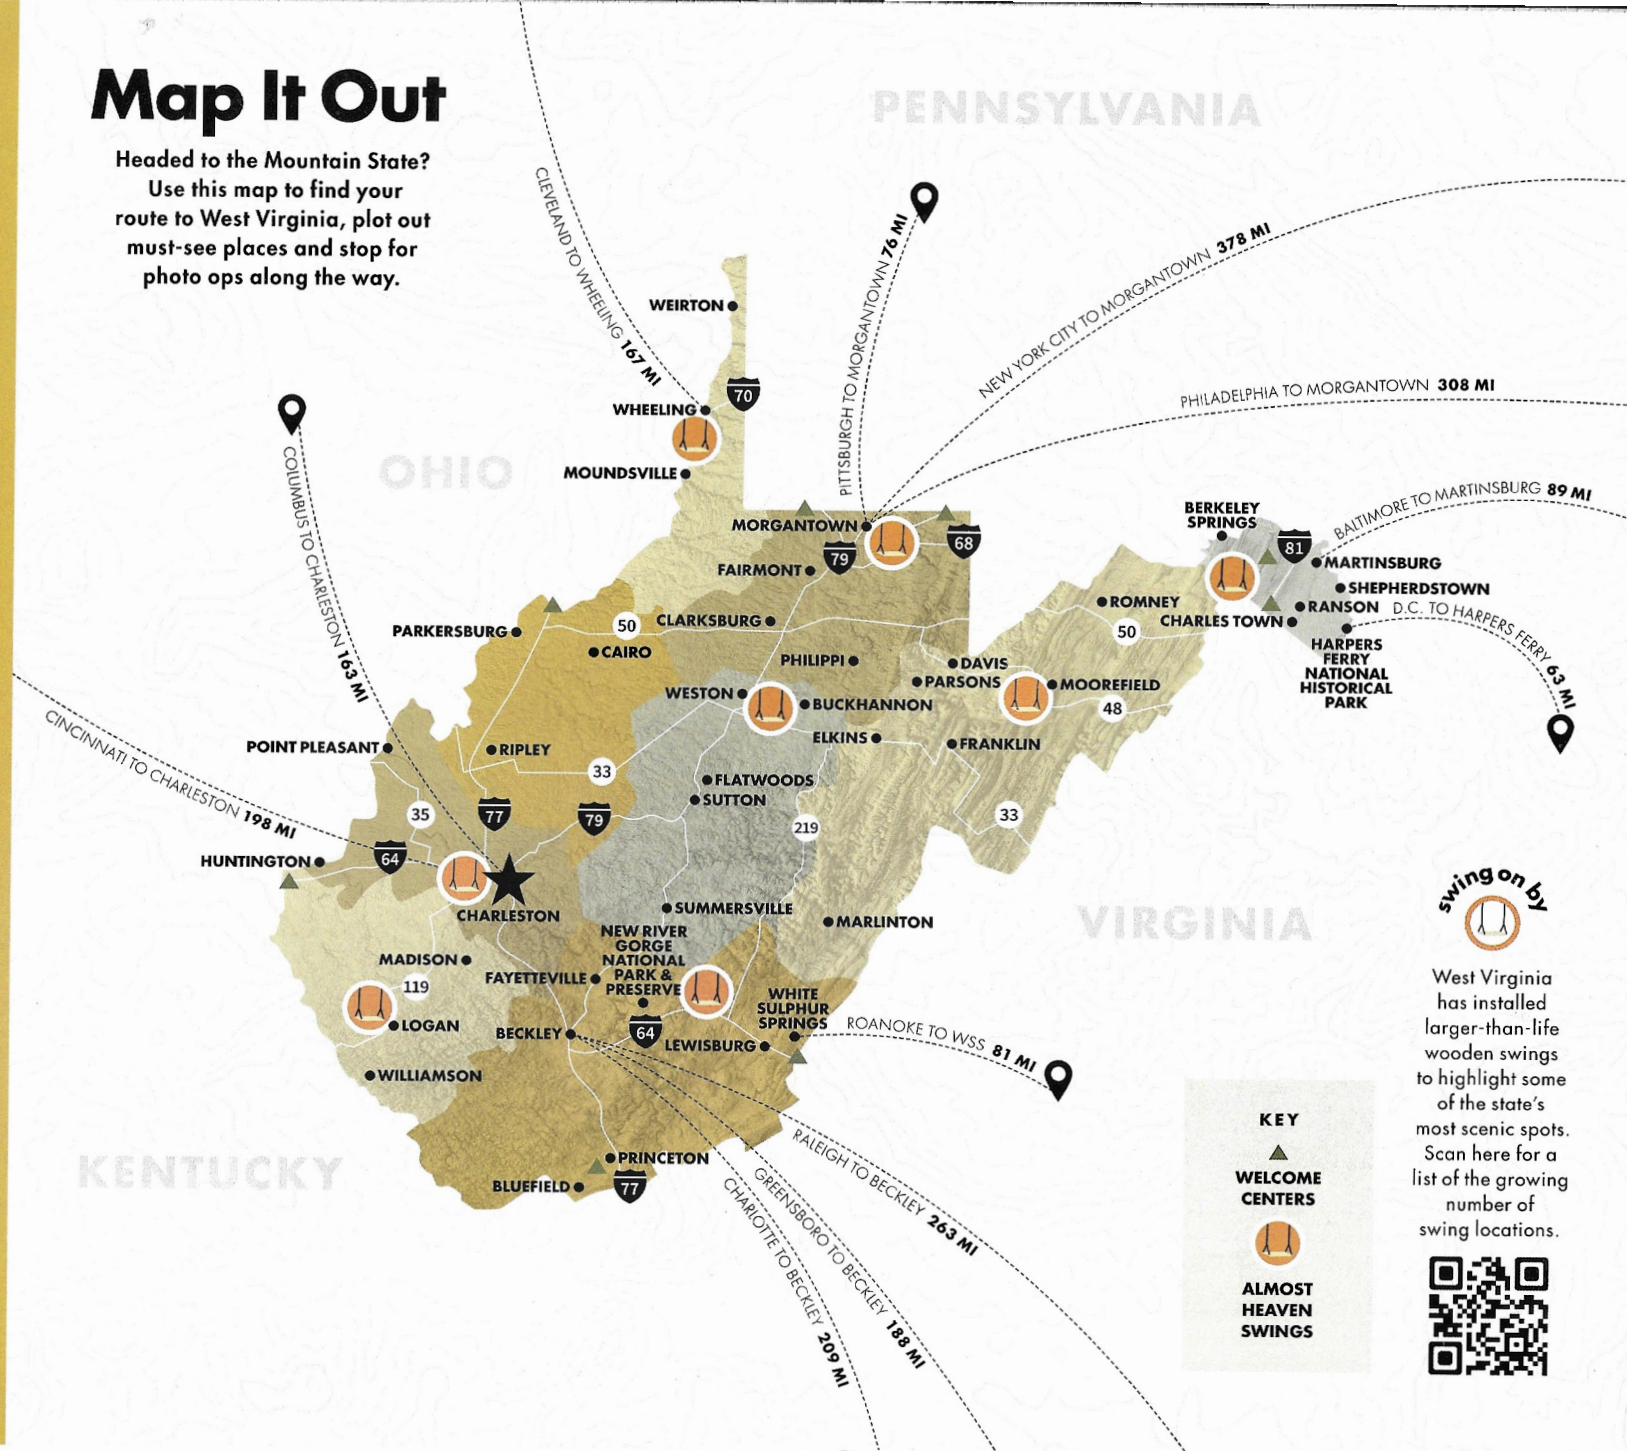 Map It Out
Headed to the Mountain State?
Use this map to find your
route to West Virginia, plot out
must-see places and stop for
photo ops along the way.
PENNSYLVANIA
OHIO
VIRGINIA
KENTUCKY
CLEVELAND TO WHEELING 167 MI
PITTSBURGH TO MORGANTOWN 76 MI
NEW YORK CITY TO MORGANTOWN 378 MI
PHILADELPHIA TO MORGANTOWN 308 MI
BALTIMORE TO MARTINSBURG 89 MI
D.C. TO HARPERS FERRY 63 MI
COLUMBUS TO CHARLESTON 163 MI
CINCINNATI TO CHARLESTON 198 MI
ROANOKE TO WSS 81 MI
RALEIGH TO BECKLEY 263 MI
GREENSBORO TO BECKLEY 188 MI
CHARLOTTE TO BECKLEY 209 MI
WEIRTON
70
WHEELING
MOUNDSVILLE
MORGANTOWN
79
68
FAIRMONT
BERKELEY
SPRINGS
81
MARTINSBURG
SHEPHERDSTOWN
RANSON
CHARLES TOWN
HARPERS
FERRY
NATIONAL
HISTORICAL
PARK
ROMNEY
50
PARKERSBURG
50
CLARKSBURG
CAIRO
PHILIPPI
DAVIS
PARSONS
MOOREFIELD
48
WESTON
BUCKHANNON
ELKINS
FRANKLIN
POINT PLEASANT
RIPLEY
33
FLATWOODS
SUTTON
35
77
79
219
33
HUNTINGTON
64
CHARLESTON
SUMMERSVILLE
MARLINTON
NEW RIVER
GORGE
NATIONAL
PARK &
PRESERVE
MADISON
FAYETTEVILLE
119
LOGAN
WHITE
SULPHUR
SPRINGS
BECKLEY
64
LEWISBURG
WILLIAMSON
PRINCETON
BLUEFIELD
77
KEY
WELCOME
CENTERS
ALMOST
HEAVEN
SWINGS
swing on by
West Virginia
has installed
larger-than-life
wooden swings
to highlight some
of the state's
most scenic spots.
Scan here for a
list of the growing
number of
swing locations.